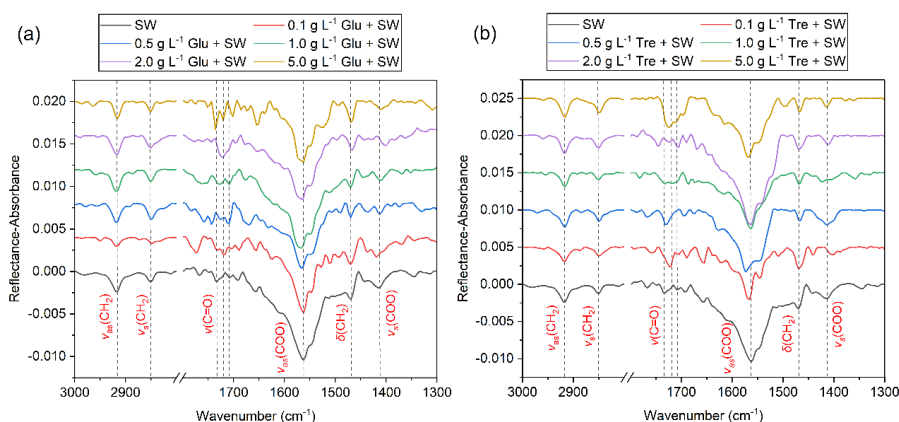 (a)
SW
0.1 g L⁻¹ Glu + SW
0.5 g L⁻¹ Glu + SW
1.0 g L⁻¹ Glu + SW
2.0 g L⁻¹ Glu + SW
5.0 g L⁻¹ Glu + SW
Reflectance-Absorbance
0.020
0.015
0.010
0.005
0.000
-0.005
-0.010
νas(CH2)
νs(CH2)
ν(C=O)
νas(COO)
δ(CH2)
νs(COO)
3000 2900 1700 1600 1500 1400 1300
Wavenumber (cm⁻¹)
(b)
SW
0.1 g L⁻¹ Tre + SW
0.5 g L⁻¹ Tre + SW
1.0 g L⁻¹ Tre + SW
2.0 g L⁻¹ Tre + SW
5.0 g L⁻¹ Tre + SW
Reflectance-Absorbance
0.025
0.020
0.015
0.010
0.005
0.000
-0.005
-0.010
νas(CH2)
νs(CH2)
ν(C=O)
νas(COO)
δ(CH2)
νs(COO)
3000 2900 1700 1600 1500 1400 1300
Wavenumber (cm⁻¹)